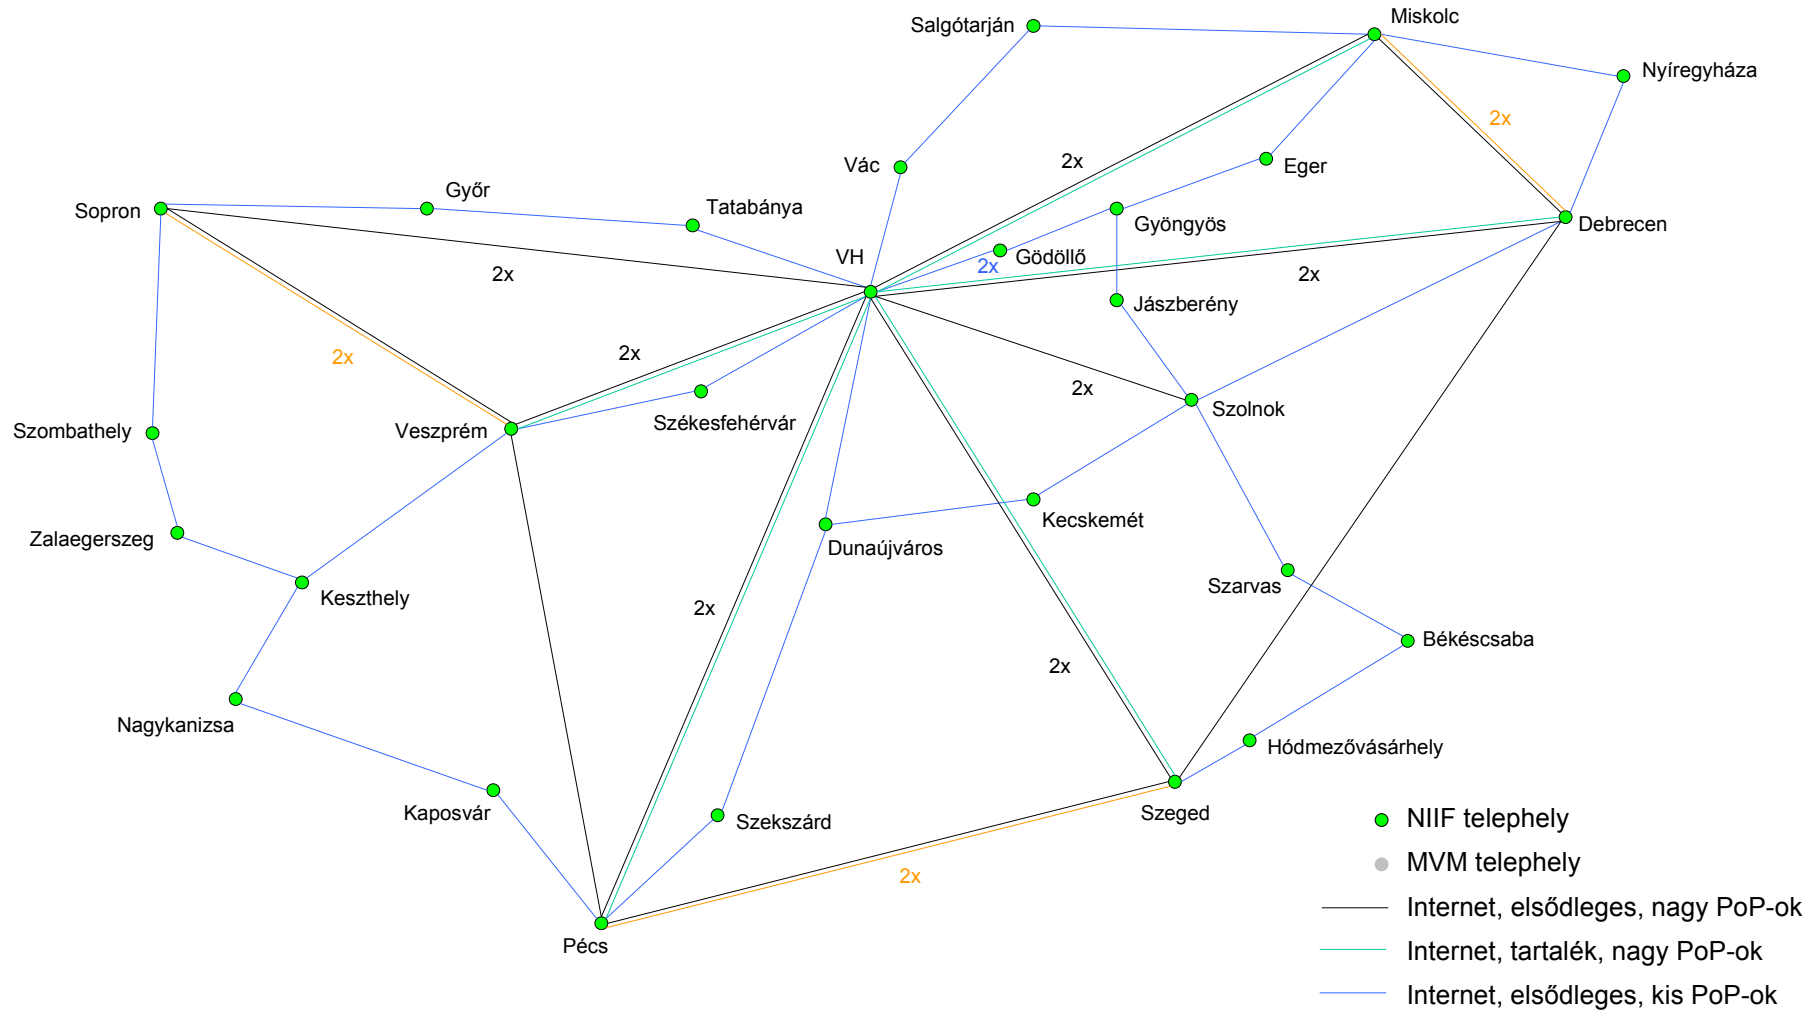 Miskolc
Salgótarján
Nyíregyháza
2x
2x
Vác
Eger
Győr
Sopron
Tatabánya
Gyöngyös
Debrecen
VH
Gödöllő
2x
2x
2x
Jászberény
2x
2x
2x
Szolnok
Székesfehérvár
Veszprém
Szombathely
Kecskemét
Zalaegerszeg
Dunaújváros
Szarvas
Keszthely
2x
Békéscsaba
2x
Nagykanizsa
Hódmezővásárhely
Kaposvár
Szekszárd
Szeged
NIIF telephely
MVM telephely
2x
Internet, elsődleges, nagy PoP-ok
Pécs
Internet, tartalék, nagy PoP-ok
Internet, elsődleges, kis PoP-ok